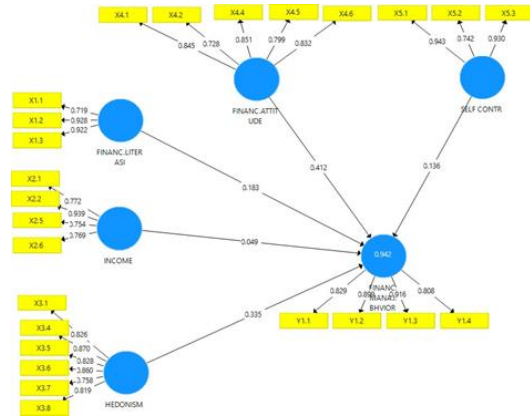 X4.1
X4.2
X4.4
X4.5
X4.6
X5.1
X5.2
X5.3
0.845
0.728
0.851
0.799
0.832
0.943
0.742
0.930
FINANC.ATTIT
UDE
SELF CONTR
X1.1
X1.2
X1.3
0.719
0.928
0.922
FINANC.LITER
ASI
0.412
0.136
0.183
X2.1
X2.2
X2.5
X2.6
0.772
0.939
0.754
0.769
INCOME
0.049
0.942
FINANC
MANAJ.
BHVIOR
0.335
0.829
0.916
0.808
Y1.1
Y1.2
Y1.3
Y1.4
X3.1
X3.4
X3.5
X3.6
X3.7
X3.8
0.826
0.870
0.828
0.860
0.758
0.819
HEDONISM